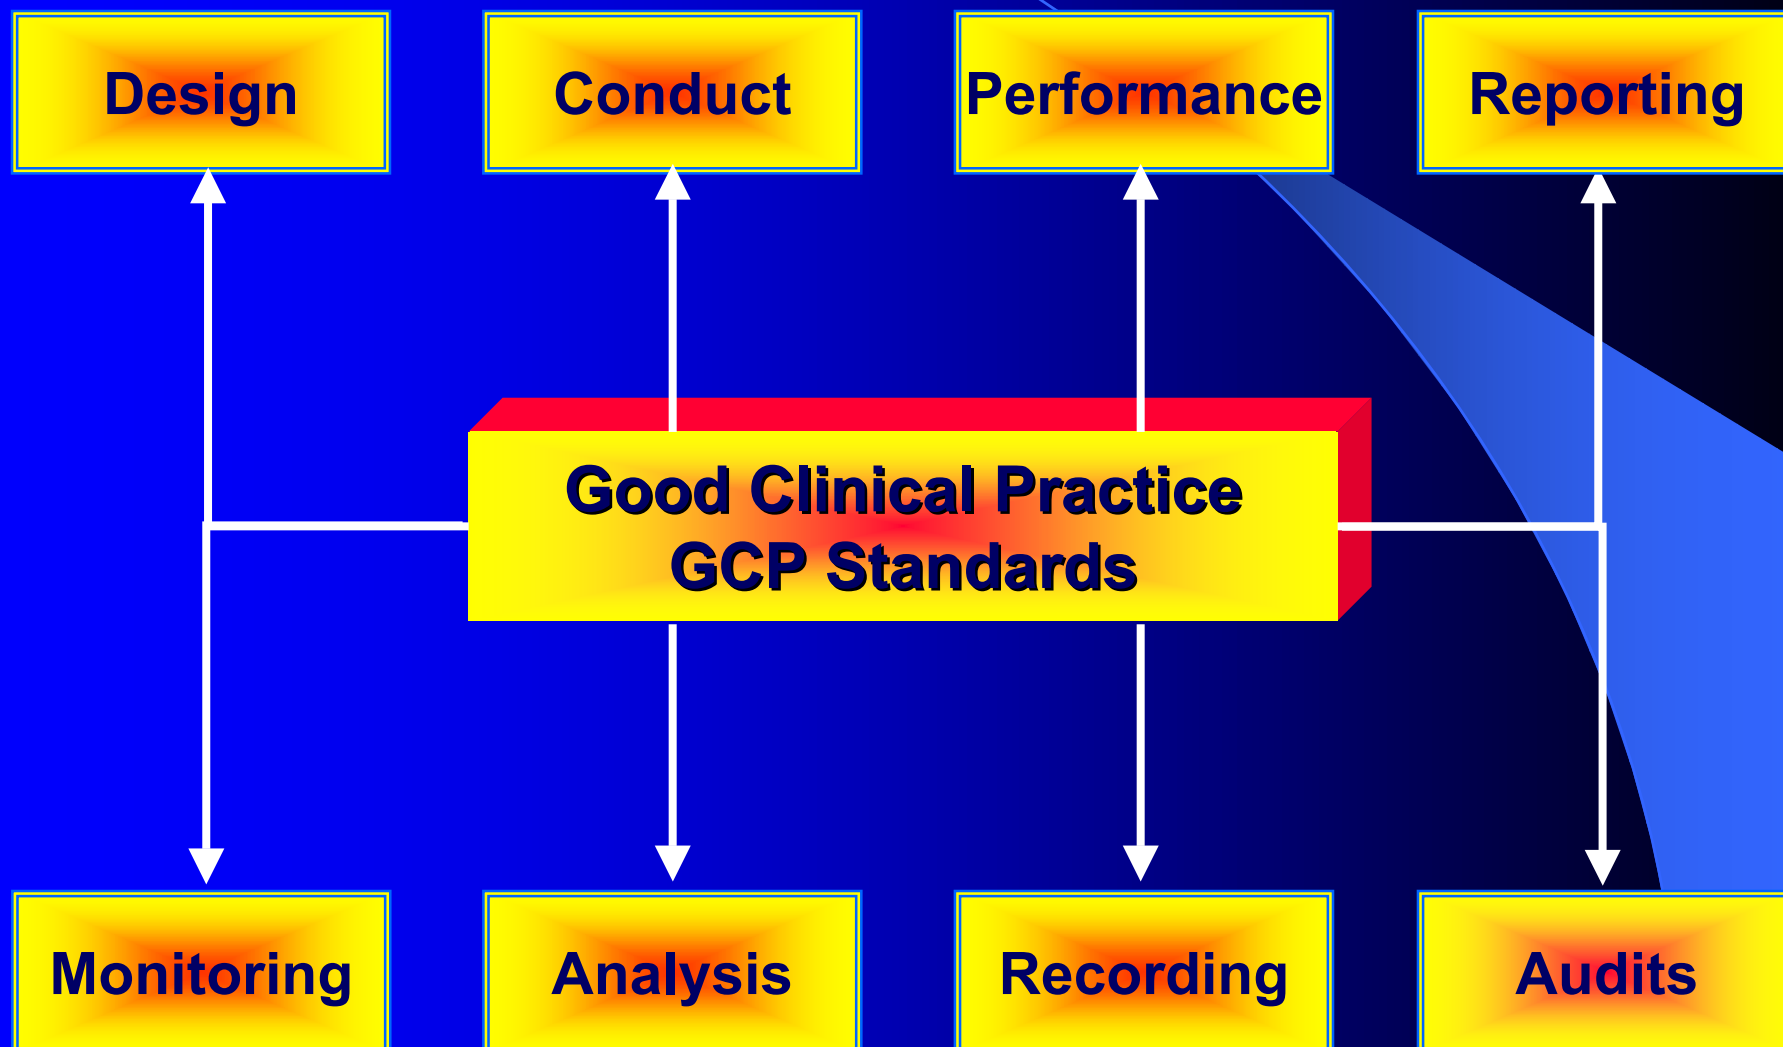 Design
Conduct
Performance
Reporting
Good Clinical Practice
GCP Standards
Monitoring
Analysis
Recording
Audits